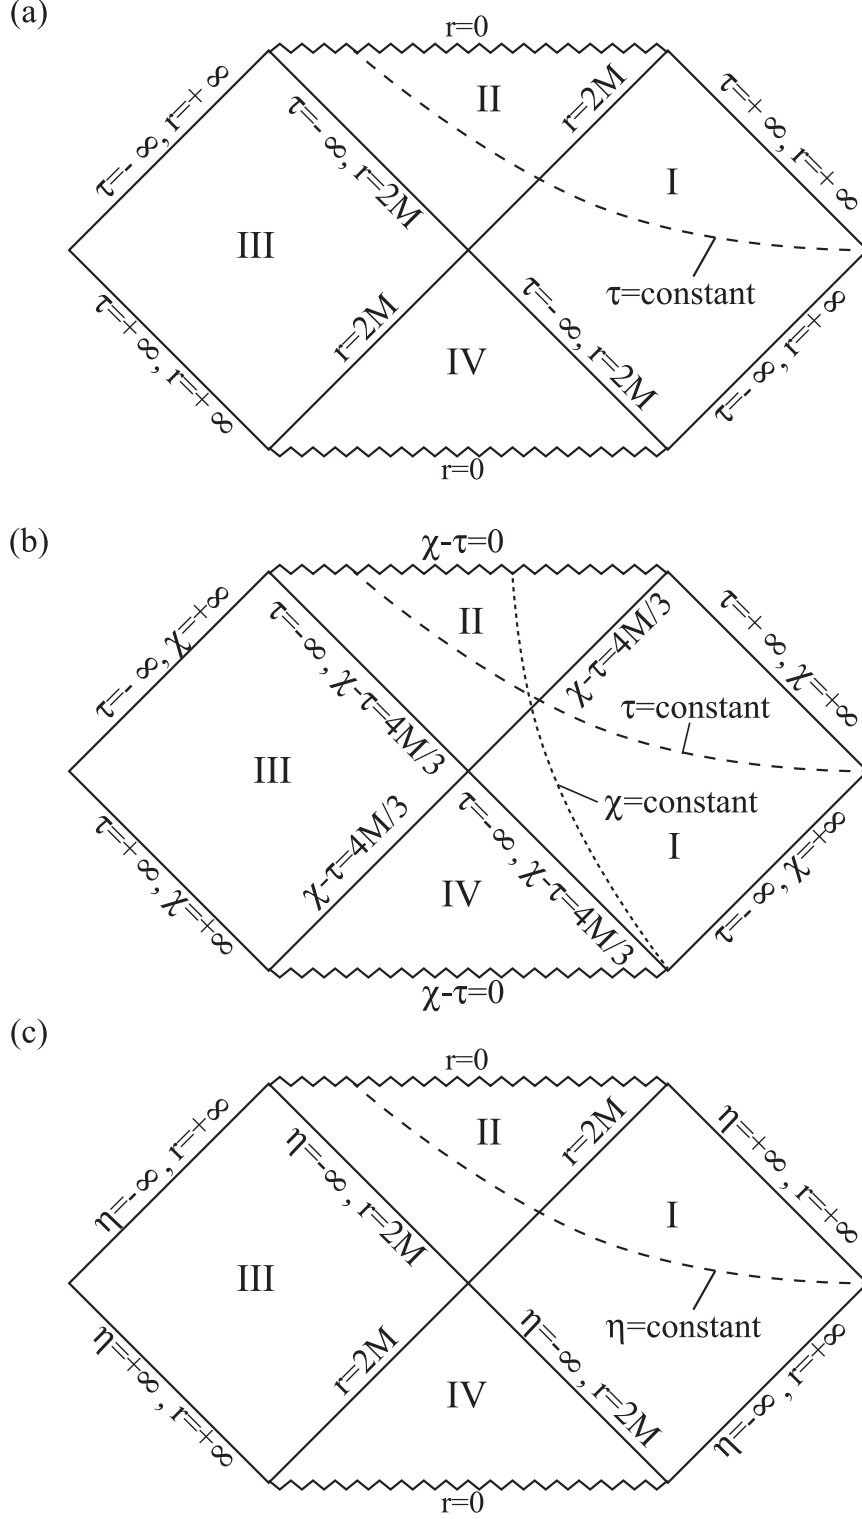 (a)
r=0
τ=-∞, r=+∞
τ=-∞, r=2M
II
r=2M
τ=+∞, r=+∞
I
III
τ=constant
τ=+∞, r=+∞
r=2M
IV
τ=-∞, r=2M
τ=-∞, r=+∞
r=0
(b)
χ-τ=0
τ=-∞, χ=+∞
τ=-∞, χ-τ=4M/3
II
χ-τ=4M/3
τ=+∞, χ=+∞
τ=constant
III
χ=constant
I
τ=+∞, χ=+∞
χ-τ=4M/3
IV
τ=-∞, χ-τ=4M/3
τ=-∞, χ=+∞
χ-τ=0
(c)
r=0
η=-∞, r=+∞
η=-∞, r=2M
II
r=2M
η=+∞, r=+∞
I
III
η=constant
η=+∞, r=+∞
r=2M
IV
η=-∞, r=2M
η=-∞, r=+∞
r=0